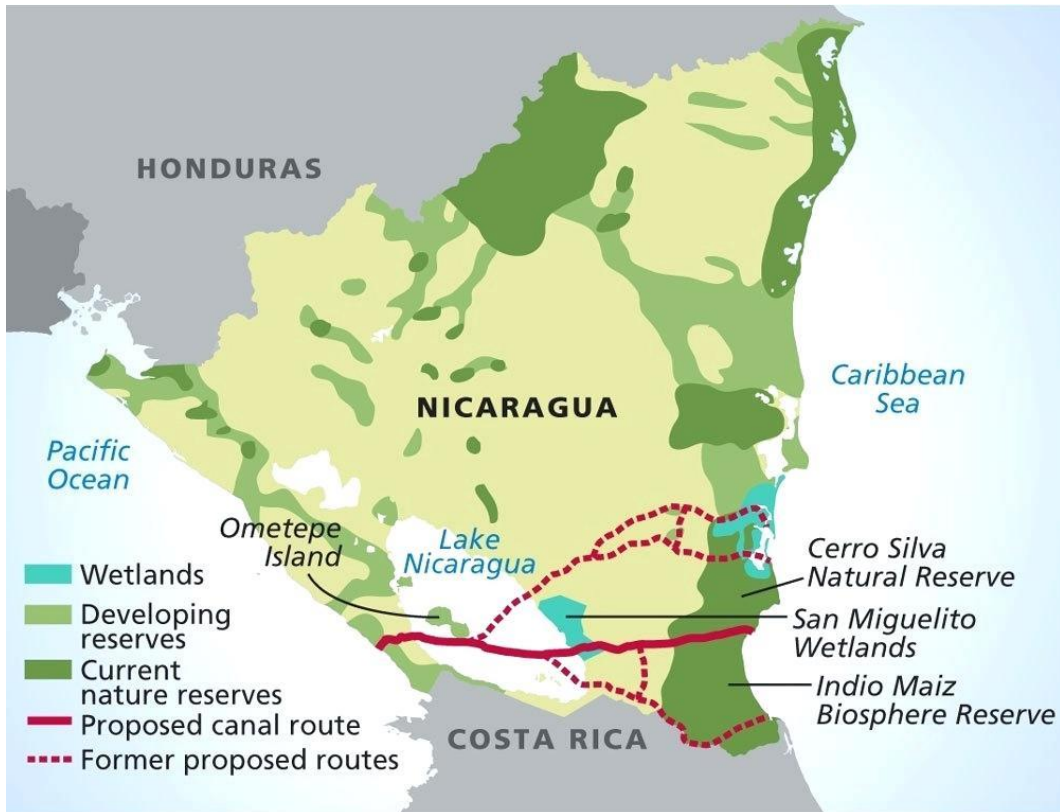 HONDURAS
NICARAGUA
Caribbean
Sea
Pacific
Ocean
Ometepe
Island
Lake
Nicaragua
Cerro Silva
Natural Reserve
San Miguelito
Wetlands
Indio Maiz
Biosphere Reserve
COSTA RICA
Wetlands
Developing
reserves
Current
nature reserves
Proposed canal route
Former proposed routes